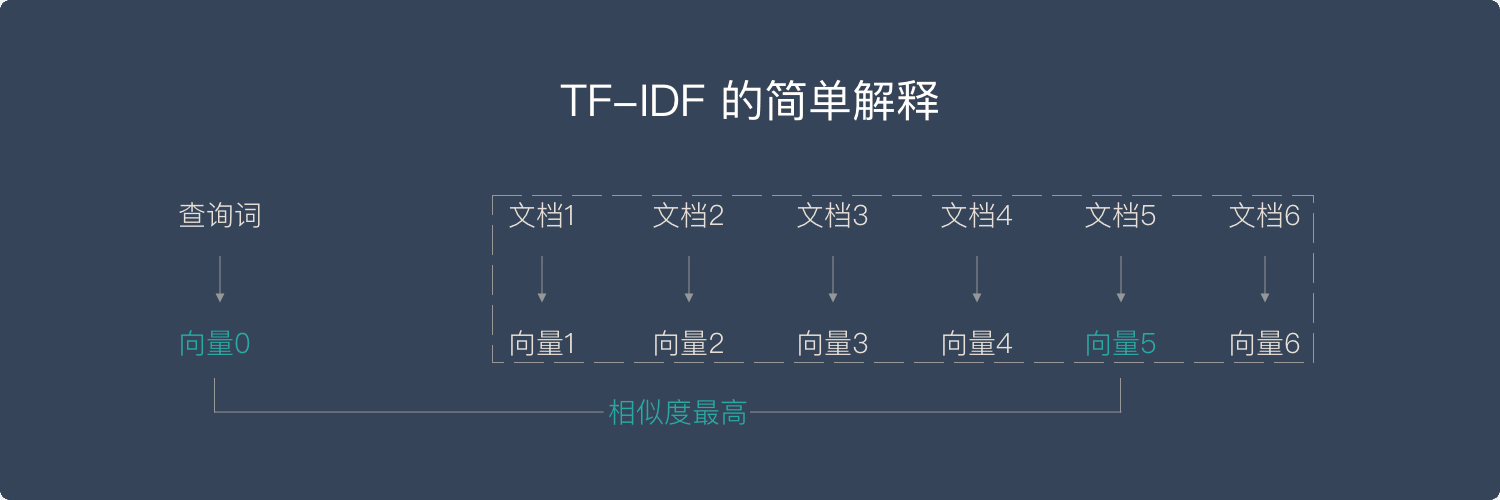 TF-IDF 的简单解释
查询词 文档1 文档2 文档3 文档4 文档5 文档6
向量0 向量1 向量2 向量3 向量4 向量5 向量6
相似度最高